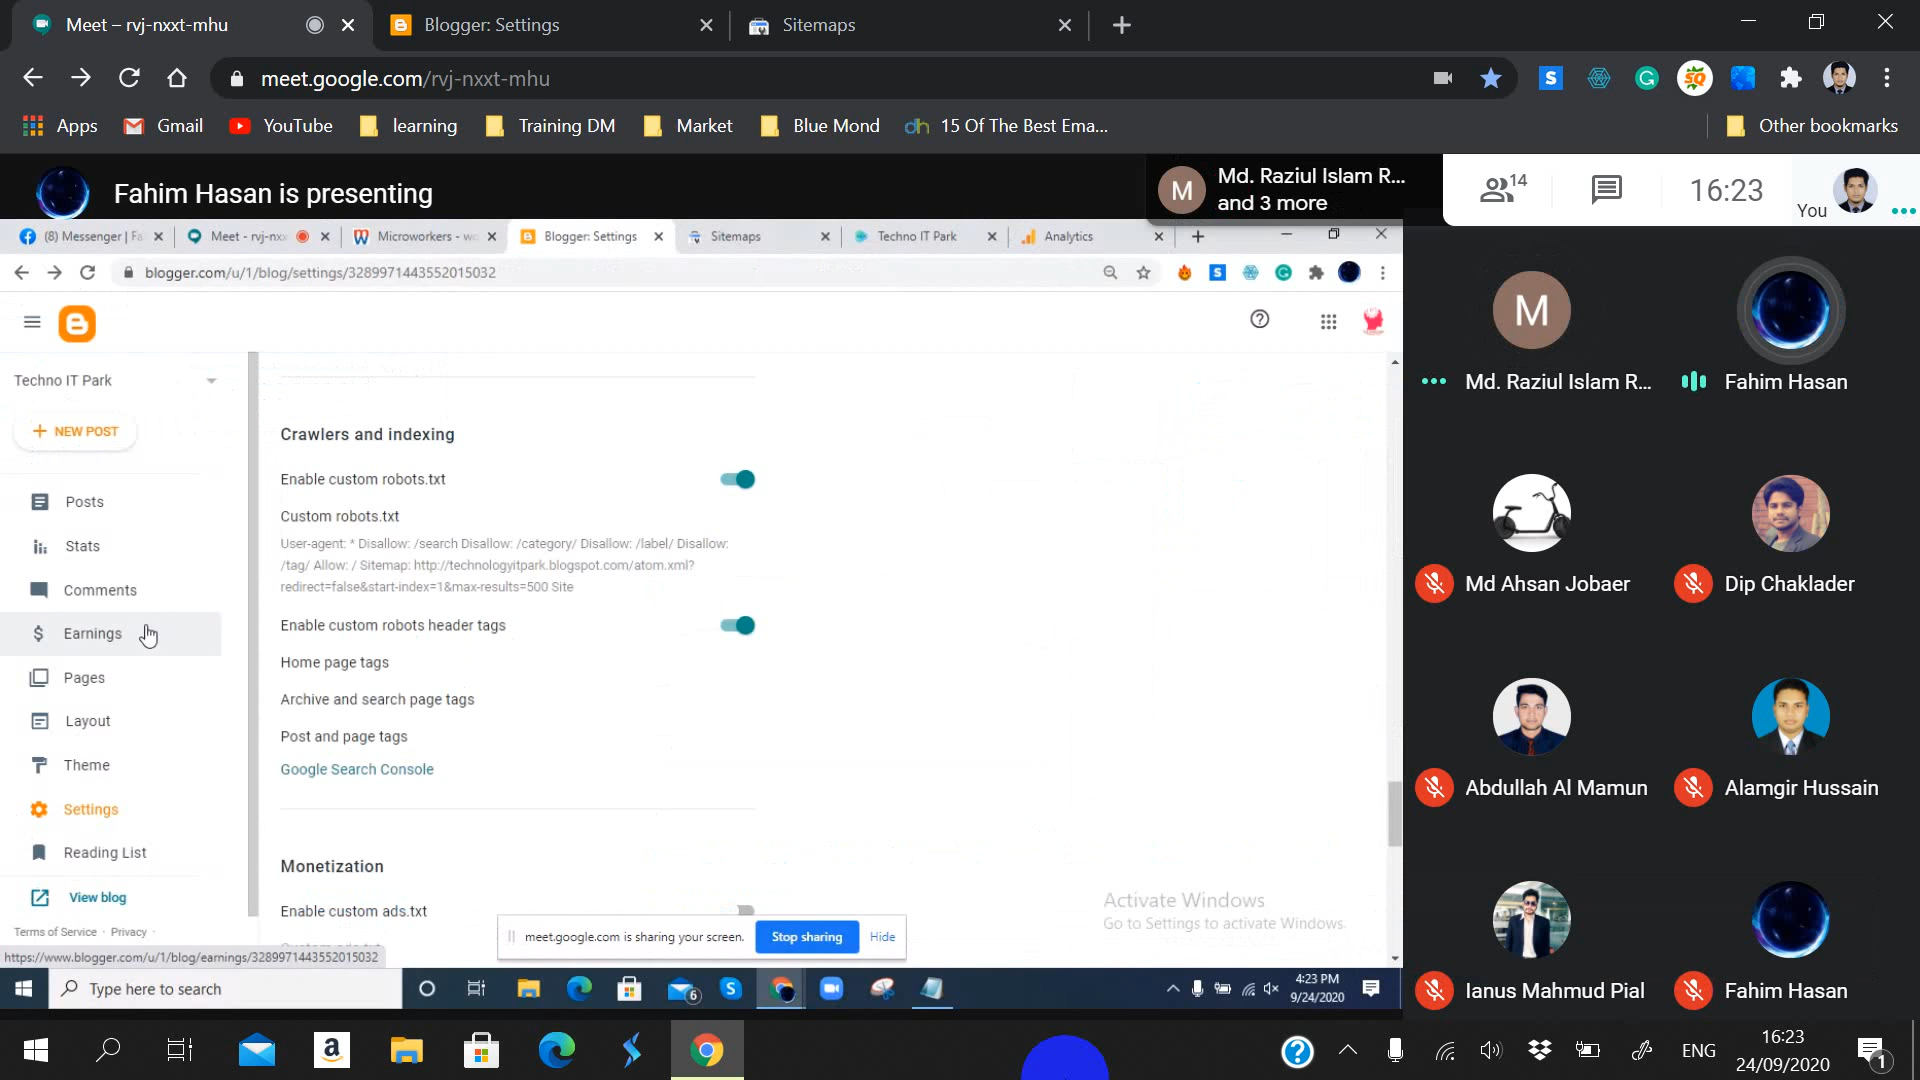 Meet – rvj-nxxt-mhu
Blogger: Settings
Sitemaps
meet.google.com/rvj-nxxt-mhu
Apps
Gmail
YouTube
learning
Training DM
Market
Blue Mond
15 Of The Best Ema...
Other bookmarks
Fahim Hasan is presenting
M
Md. Raziul Islam R...
and 3 more
14
16:23
You
(8) Messenger | Fa
Meet - rvj-nxx
Microworkers - wo
Blogger: Settings
Sitemaps
Techno IT Park
Analytics
blogger.com/u/1/blog/settings/3289971443552015032
Techno IT Park
NEW POST
Posts
Stats
Comments
Earnings
Pages
Layout
Theme
Settings
Reading List
View blog
Terms of Service · Privacy ·
https://www.blogger.com/u/1/blog/earnings/3289971443552015032
Crawlers and indexing
Enable custom robots.txt
Custom robots.txt
User-agent: * Disallow: /search Disallow: /category/ Disallow: /label/ Disallow:
/tag/ Allow: / Sitemap: http://technologyitpark.blogspot.com/atom.xml?
redirect=false&start-index=1&max-results=500 Site
Enable custom robots header tags
Home page tags
Archive and search page tags
Post and page tags
Google Search Console
Monetization
Enable custom ads.txt
meet.google.com is sharing your screen.
Stop sharing
Hide
Activate Windows
Go to Settings to activate Windows.
Type here to search
6
4:23 PM
9/24/2020
M
Md. Raziul Islam R...
Fahim Hasan
Md Ahsan Jobaer
Dip Chaklader
Abdullah Al Mamun
Alamgir Hussain
Ianus Mahmud Pial
Fahim Hasan
ENG
16:23
24/09/2020
1